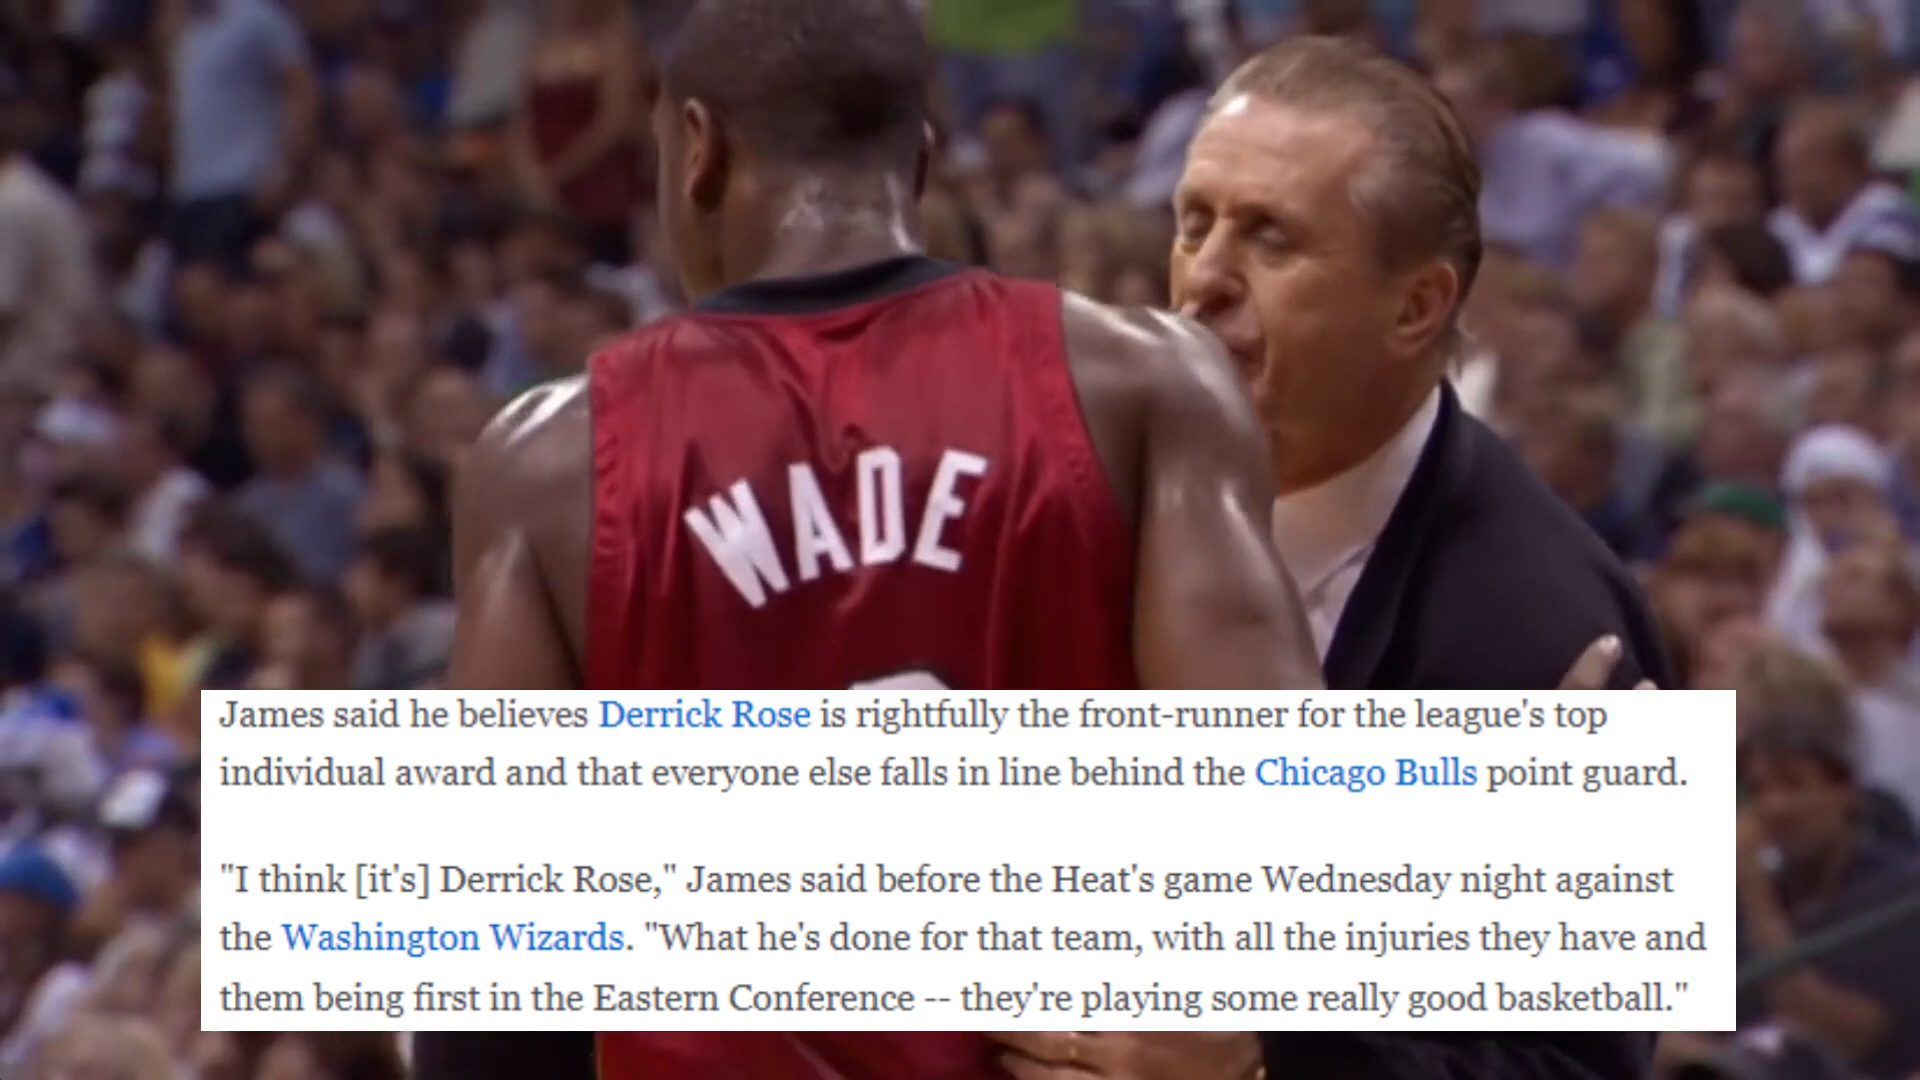 WADE
James said he believes Derrick Rose is rightfully the front-runner for the league's top
individual award and that everyone else falls in line behind the Chicago Bulls point guard.
"I think [it's] Derrick Rose," James said before the Heat's game Wednesday night against
the Washington Wizards. "What he's done for that team, with all the injuries they have and
them being first in the Eastern Conference -- they're playing some really good basketball."